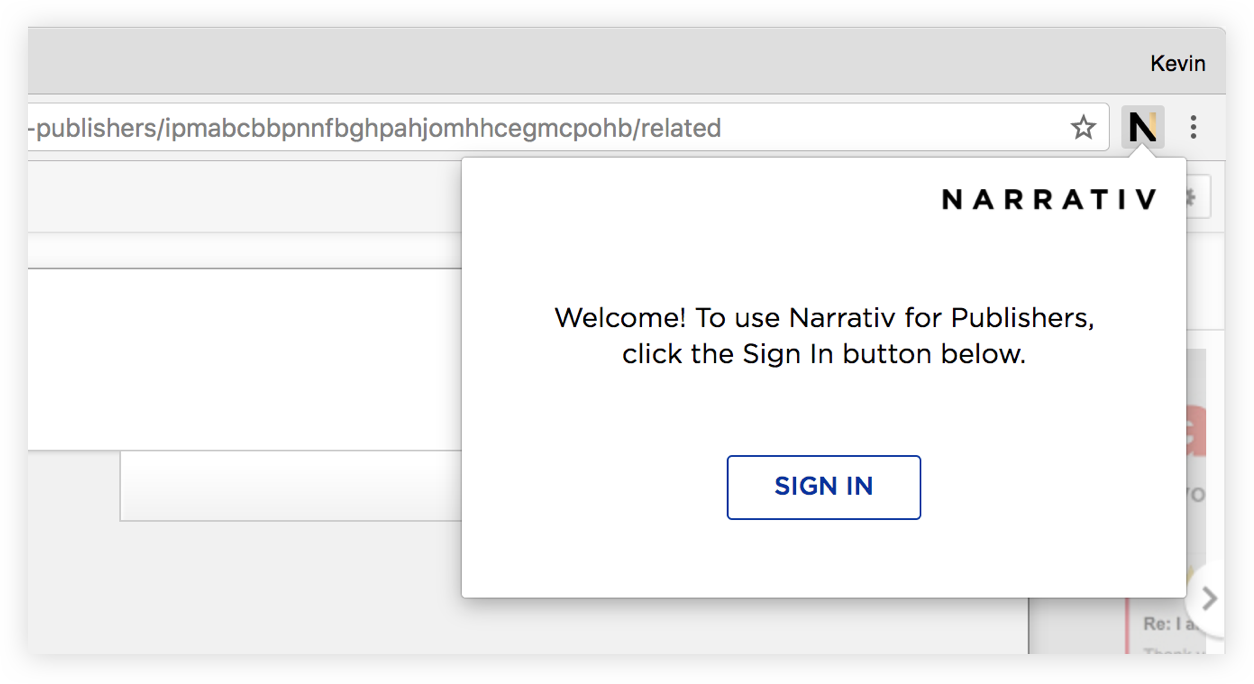 Kevin
-publishers/ipmabcbbpnnfbghpahjomhhcegmcpohb/related
N
NARRATIV
Welcome! To use Narrativ for Publishers,
click the Sign In button below.
SIGN IN
Re: I a